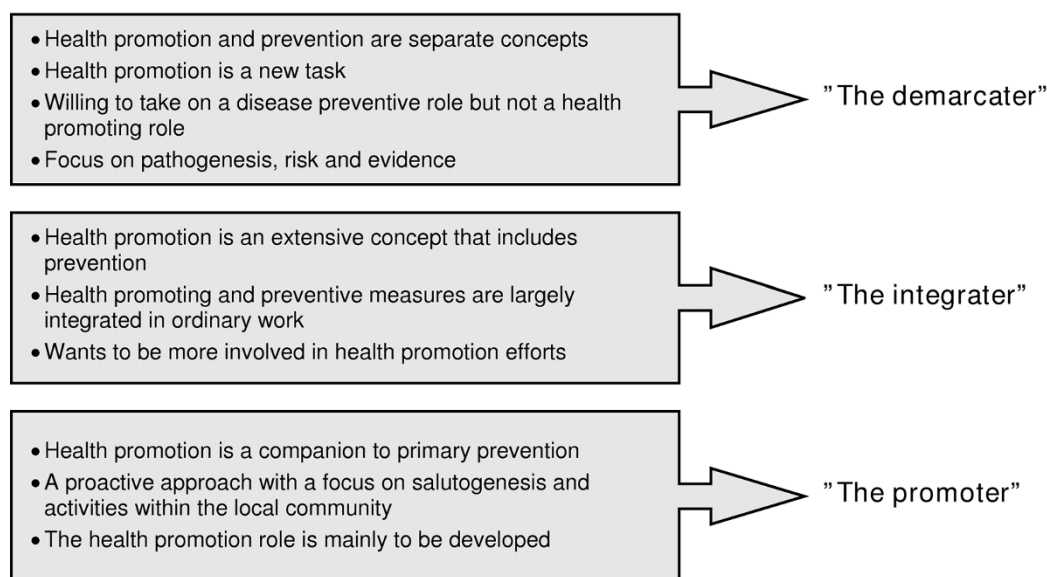 • Health promotion and prevention are separate concepts
• Health promotion is a new task
• Willing to take on a disease preventive role but not a health
promoting role
• Focus on pathogenesis, risk and evidence
” The demarcater”
• Health promotion is an extensive concept that includes
prevention
• Health promoting and preventive measures are largely
integrated in ordinary work
• Wants to be more involved in health promotion efforts
” The integrater”
• Health promotion is a companion to primary prevention
• A proactive approach with a focus on salutogenesis and
activities within the local community
• The health promotion role is mainly to be developed
” The promoter”